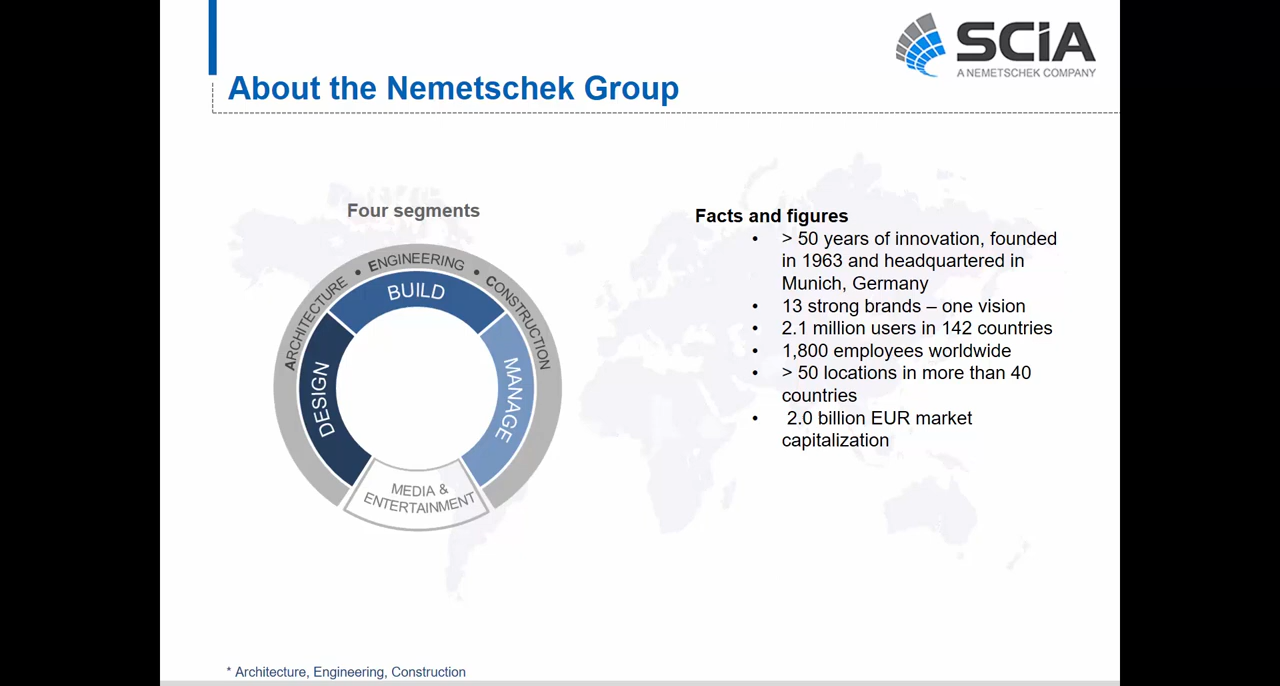 SCiA
A NEMETSCHEK COMPANY
About the Nemetschek Group
Four segments
ARCHITECTURE • ENGINEERING • CONSTRUCTION
BUILD
DESIGN
MANAGE
MEDIA &
ENTERTAINMENT
Facts and figures
• > 50 years of innovation, founded
in 1963 and headquartered in
Munich, Germany
• 13 strong brands – one vision
• 2.1 million users in 142 countries
• 1,800 employees worldwide
• > 50 locations in more than 40
countries
• 2.0 billion EUR market
capitalization
* Architecture, Engineering, Construction